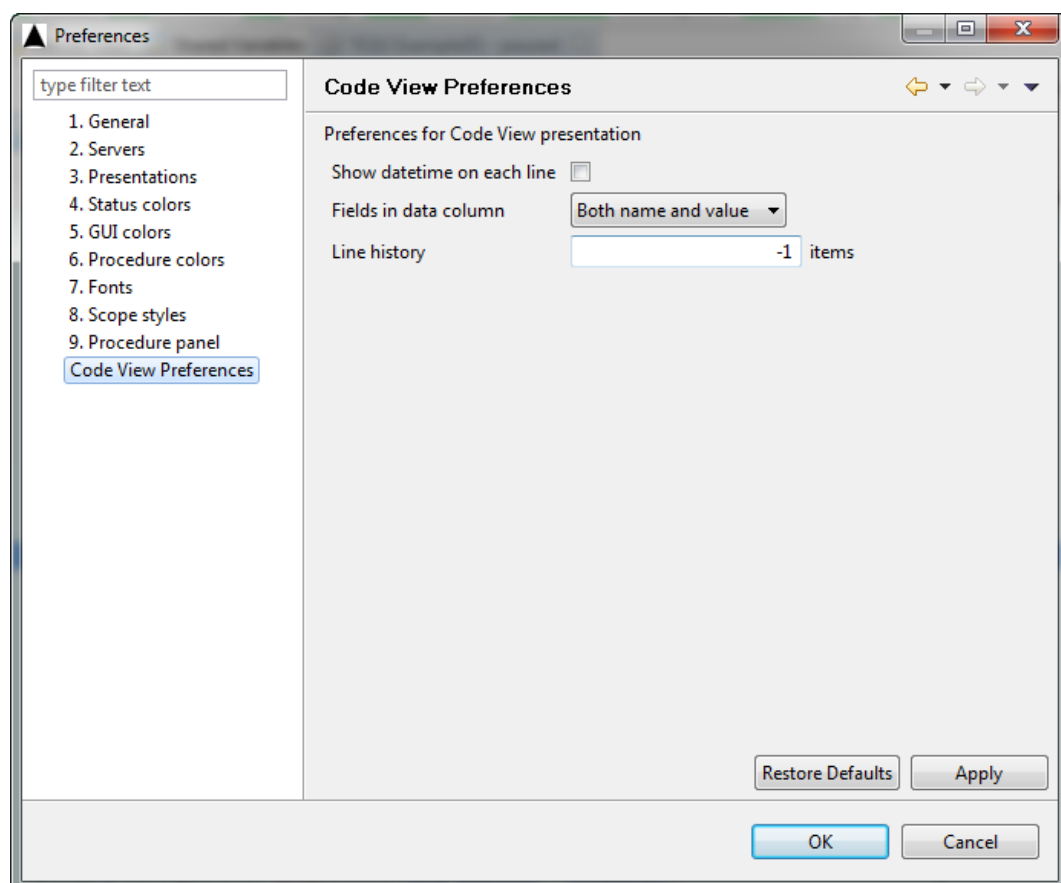 Preferences
type filter text
Code View Preferences
1. General
2. Servers
3. Presentations
4. Status colors
5. GUI colors
6. Procedure colors
7. Fonts
8. Scope styles
9. Procedure panel
Code View Preferences
Preferences for Code View presentation
Show datetime on each line
Fields in data column Both name and value
Line history -1 items
Restore Defaults Apply
OK Cancel